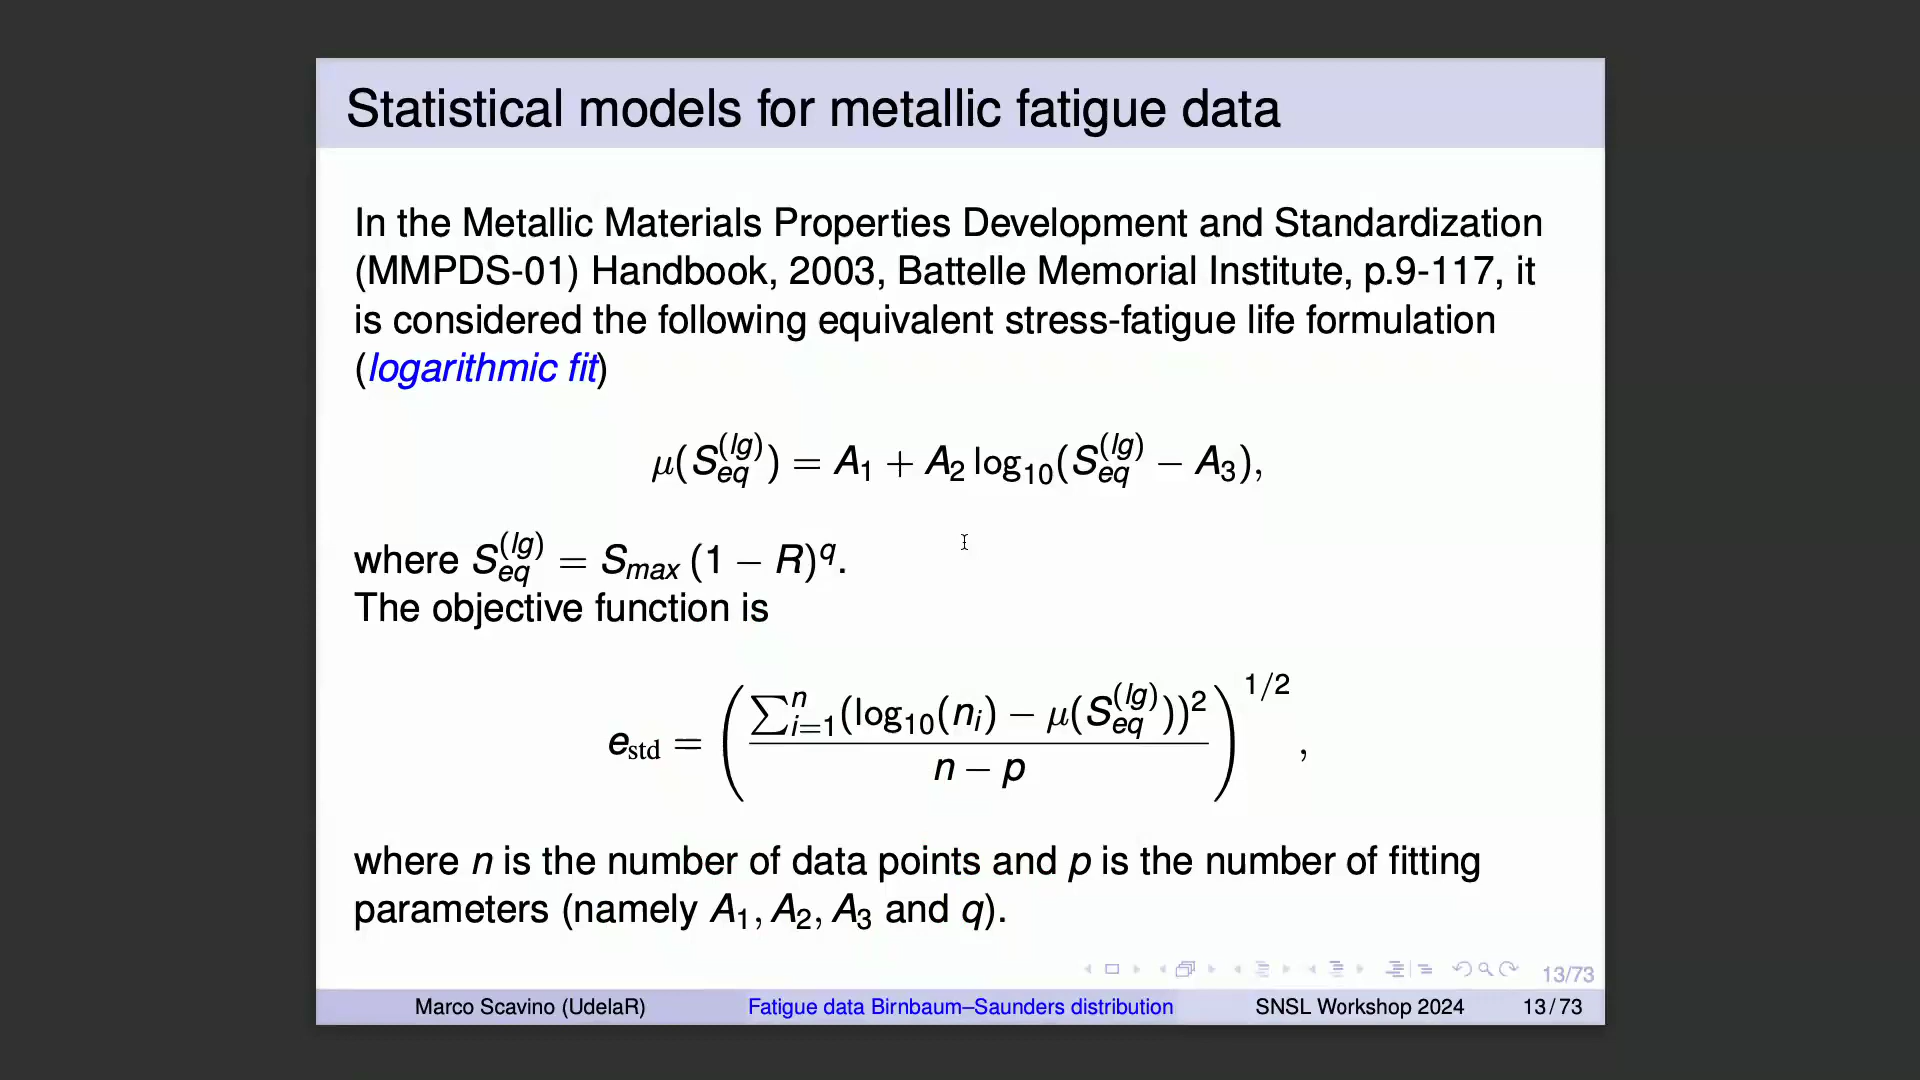 Statistical models for metallic fatigue data
In the Metallic Materials Properties Development and Standardization
(MMPDS-01) Handbook, 2003, Battelle Memorial Institute, p.9-117, it
is considered the following equivalent stress-fatigue life formulation
(logarithmic fit)
μ(S_{eq}^{(lg)}) = A_1 + A_2 log_{10}(S_{eq}^{(lg)} − A_3),
where S_{eq}^{(lg)} = S_{max} (1 − R)^q.
The objective function is
e_{std} = ( \frac{∑_{i=1}^{n}(log_{10}(n_i) − μ(S_{eq}^{(lg)}))^2}{n − p} )^{1/2},
where n is the number of data points and p is the number of fitting
parameters (namely A_1, A_2, A_3 and q).
13/73
Marco Scavino (UdelaR) Fatigue data Birnbaum–Saunders distribution SNSL Workshop 2024 13 / 73